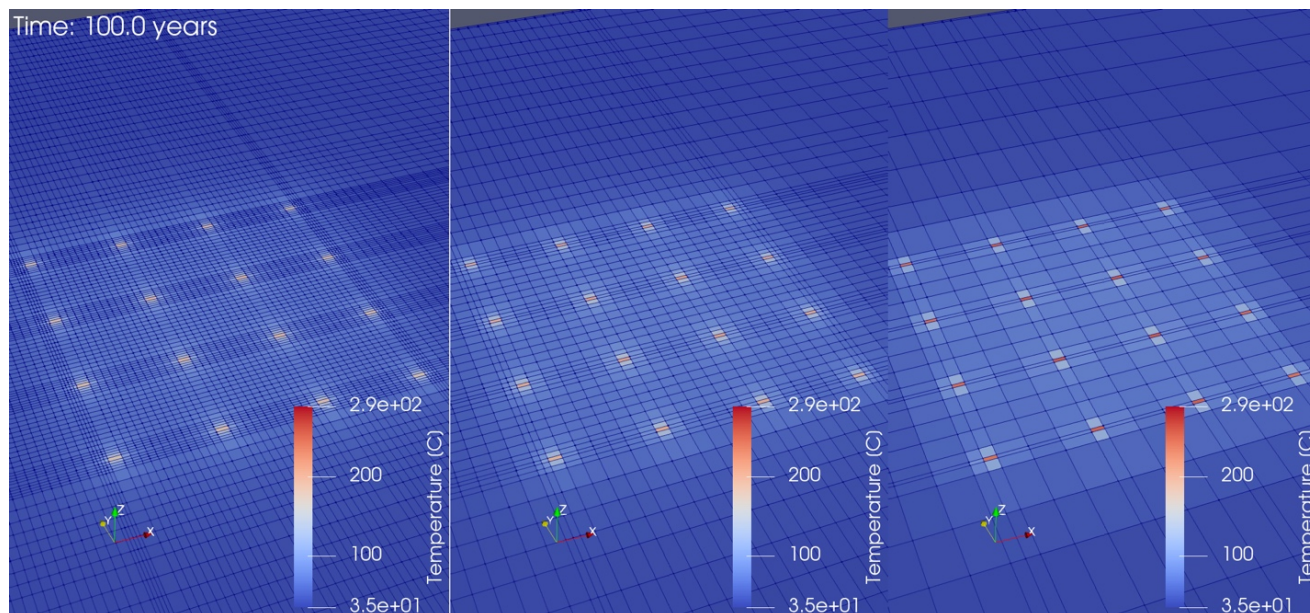 Time: 100.0 years
2.9e+02
200
100
3.5e+01
Temperature (C)
Z
Y
X
2.9e+02
200
100
3.5e+01
Temperature (C)
Z
Y
X
2.9e+02
200
100
3.5e+01
Temperature (C)
Z
Y
X